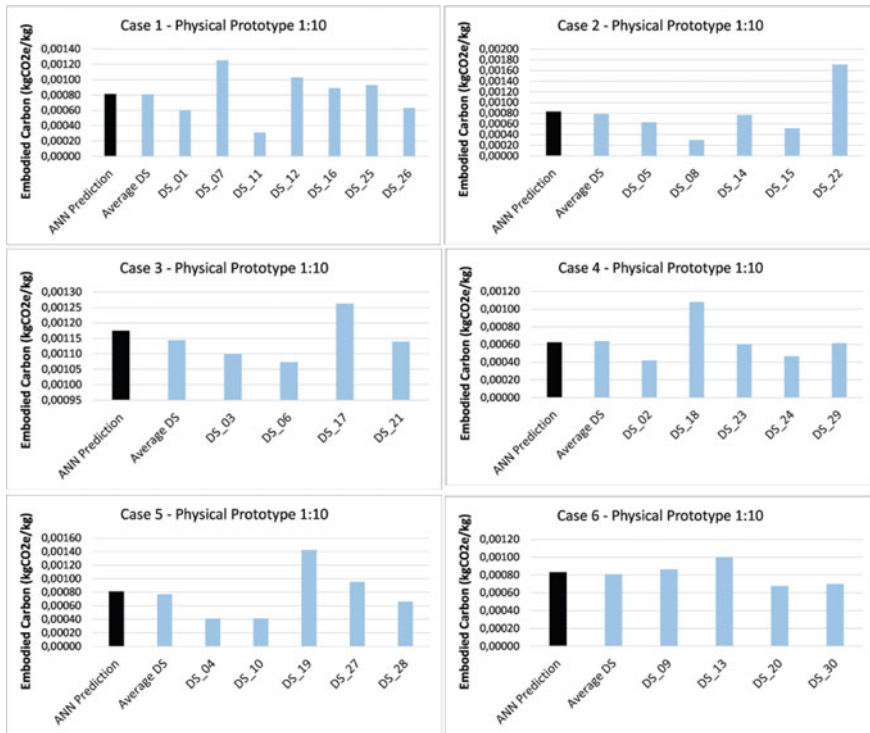 Case 1 - Physical Prototype 1:10
Embodied Carbon (kgCO2e/kg)
0,00140
0,00120
0,00100
0,00080
0,00060
0,00040
0,00020
0,00000
ANN Prediction
Average DS
DS_01
DS_07
DS_11
DS_12
DS_16
DS_25
DS_26
Case 2 - Physical Prototype 1:10
Embodied Carbon (kgCO2e/kg)
0,00200
0,00180
0,00160
0,00140
0,00120
0,00100
0,00080
0,00060
0,00040
0,00020
0,00000
ANN Prediction
Average DS
DS_05
DS_08
DS_14
DS_15
DS_22
Case 3 - Physical Prototype 1:10
Embodied Carbon (kgCO2e/kg)
0,00130
0,00125
0,00120
0,00115
0,00110
0,00105
0,00100
0,00095
ANN Prediction
Average DS
DS_03
DS_06
DS_17
DS_21
Case 4 - Physical Prototype 1:10
Embodied Carbon (kgCO2e/kg)
0,00120
0,00100
0,00080
0,00060
0,00040
0,00020
0,00000
ANN Prediction
Average DS
DS_02
DS_18
DS_23
DS_24
DS_29
Case 5 - Physical Prototype 1:10
Embodied Carbon (kgCO2e/kg)
0,00160
0,00140
0,00120
0,00100
0,00080
0,00060
0,00040
0,00020
0,00000
ANN Prediction
Average DS
DS_04
DS_10
DS_19
DS_27
DS_28
Case 6 - Physical Prototype 1:10
Embodied Carbon (kgCO2e/kg)
0,00120
0,00100
0,00080
0,00060
0,00040
0,00020
0,00000
ANN Prediction
Average DS
DS_09
DS_13
DS_20
DS_30